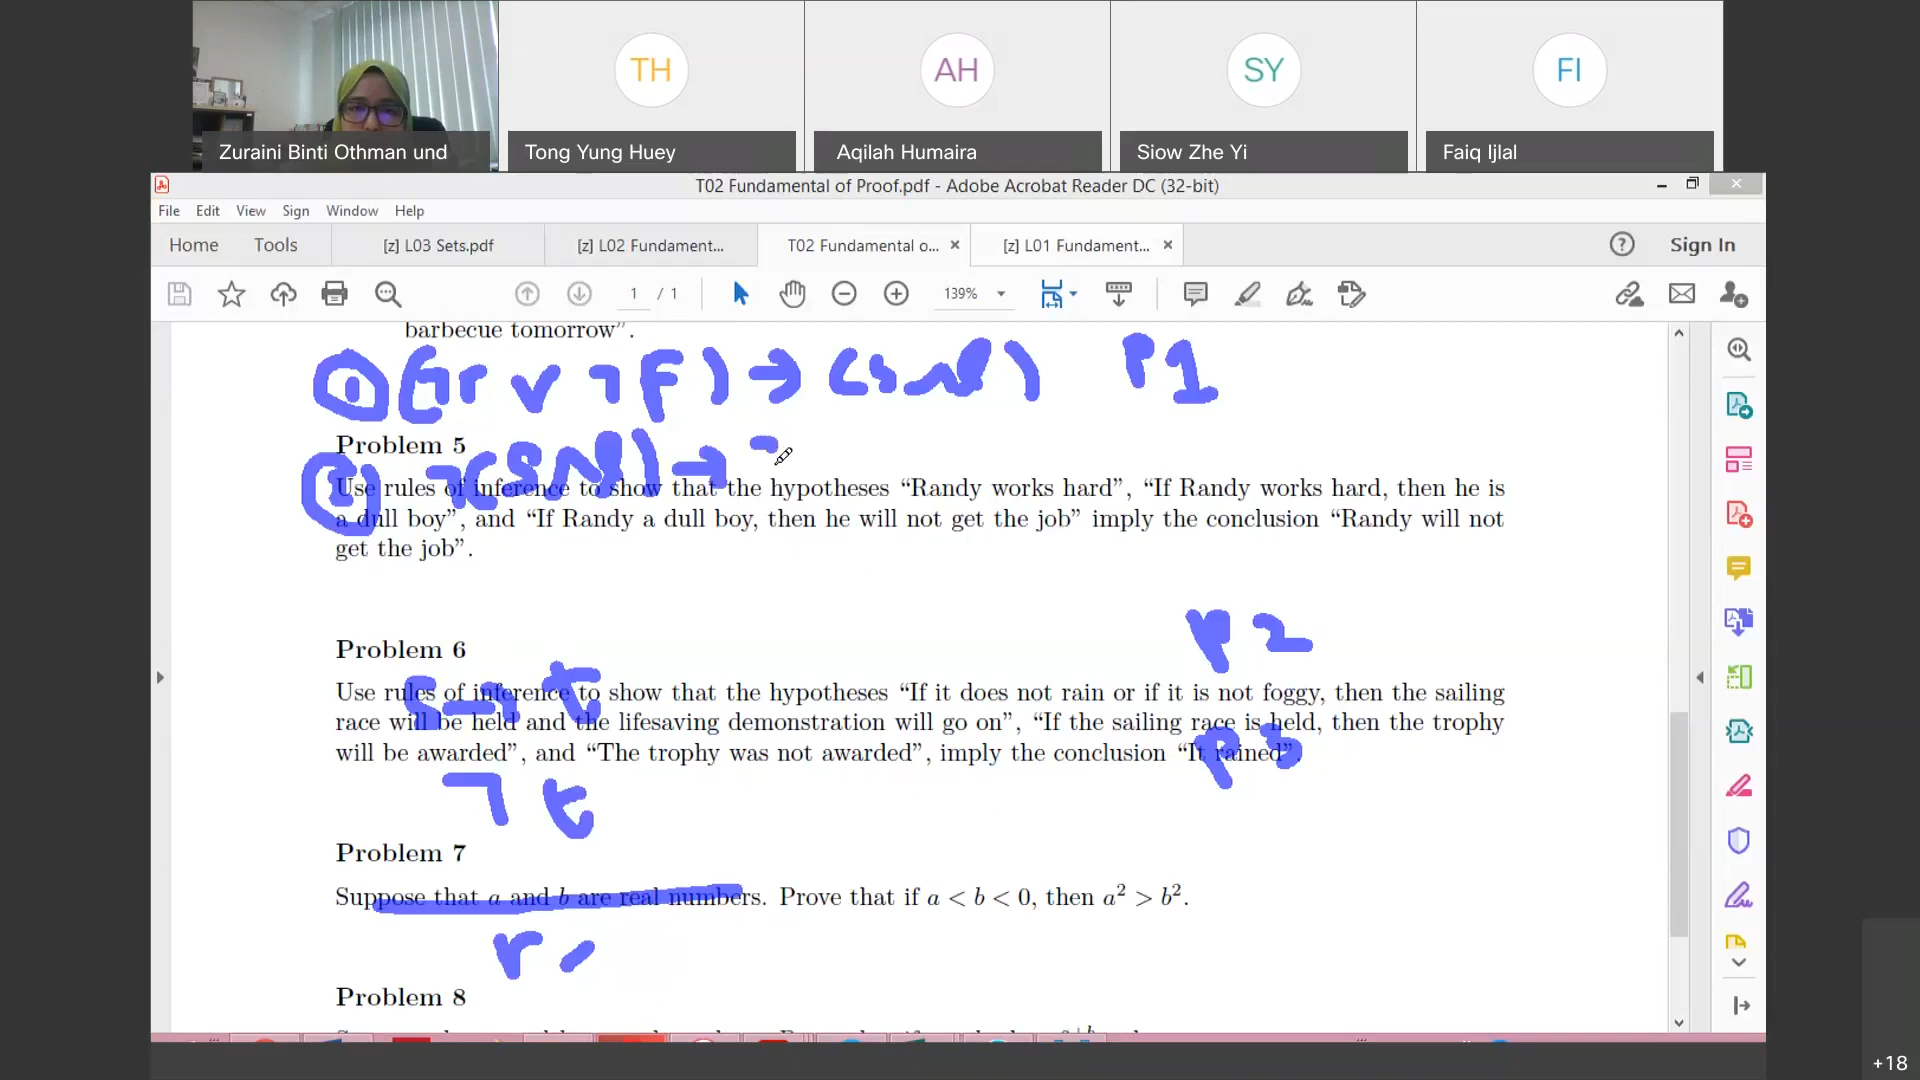 TH
AH
SY
FI
Zuraini Binti Othman und
Tong Yung Huey
Aqilah Humaira
Siow Zhe Yi
Faiq Ijlal
T02 Fundamental of Proof.pdf - Adobe Acrobat Reader DC (32-bit)
File Edit View Sign Window Help
Home Tools [z] L03 Sets.pdf [z] L02 Fundament... T02 Fundamental o... [z] L01 Fundament... Sign In
1 / 1 139%
barbecue tomorrow”.
① (¬r ∨ ¬f) → (s ∧ l) P1
Problem 5
② ¬(s ∧ l) → ¬
Use rules of inference to show that the hypotheses “Randy works hard”, “If Randy works hard, then he is
a dull boy”, and “If Randy a dull boy, then he will not get the job” imply the conclusion “Randy will not
get the job”.
P2
Problem 6
s → t
Use rules of inference to show that the hypotheses “If it does not rain or if it is not foggy, then the sailing
race will be held and the lifesaving demonstration will go on”, “If the sailing race is held, then the trophy
will be awarded”, and “The trophy was not awarded”, imply the conclusion “It rained”.
P3
¬ t
Problem 7
Suppose that a and b are real numbers. Prove that if a < b < 0, then a² > b².
r
Problem 8
+18